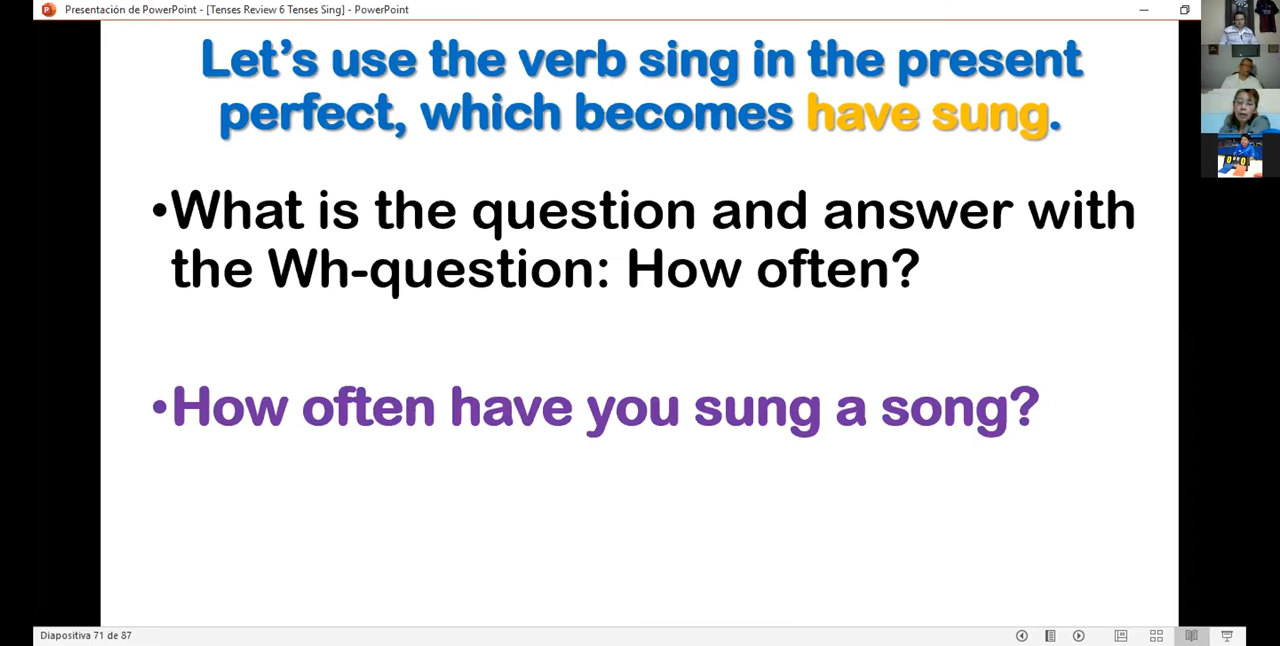 Presentación de PowerPoint - [Tenses Review 6 Tenses Sing] - PowerPoint
Let's use the verb sing in the present
perfect, which becomes have sung.
•What is the question and answer with
the Wh-question: How often?
•How often have you sung a song?
Diapositiva 71 de 87